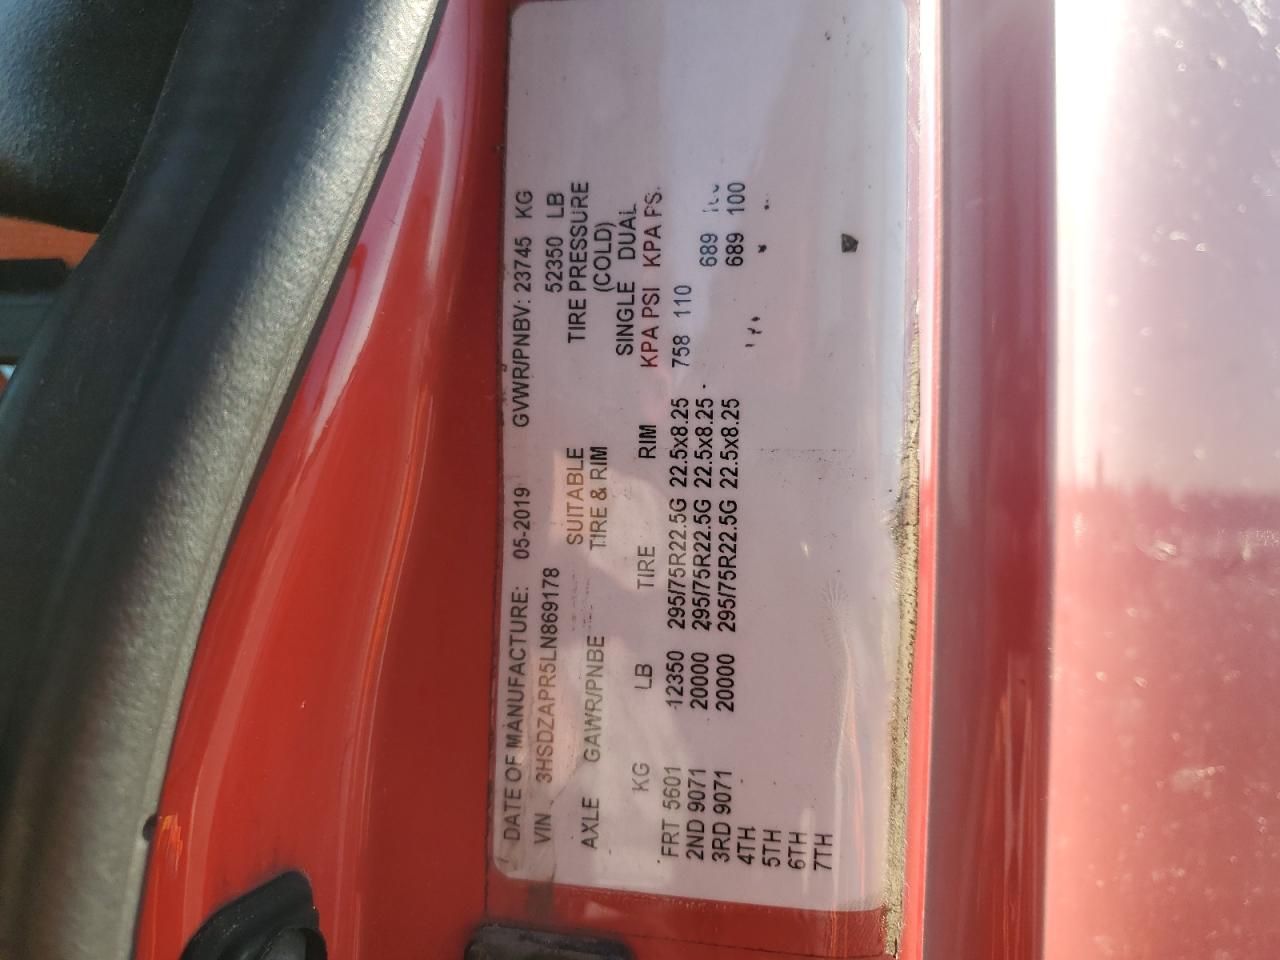 DATE OF MANUFACTURE: 05-2019 GVWR/PNBV: 23745 KG
VIN 3HSDZAPR5LN869178 52350 LB
SUITABLE TIRE PRESSURE
AXLE GAWR/PNBE TIRE & RIM (COLD)
SINGLE DUAL
KG LB TIRE RIM KPA PSI KPA PS
FRT 5601 12350 295/75R22.5G 22.5x8.25 758 110
2ND 9071 20000 295/75R22.5G 22.5x8.25 689
3RD 9071 20000 295/75R22.5G 22.5x8.25 689 100
4TH
5TH
6TH
7TH